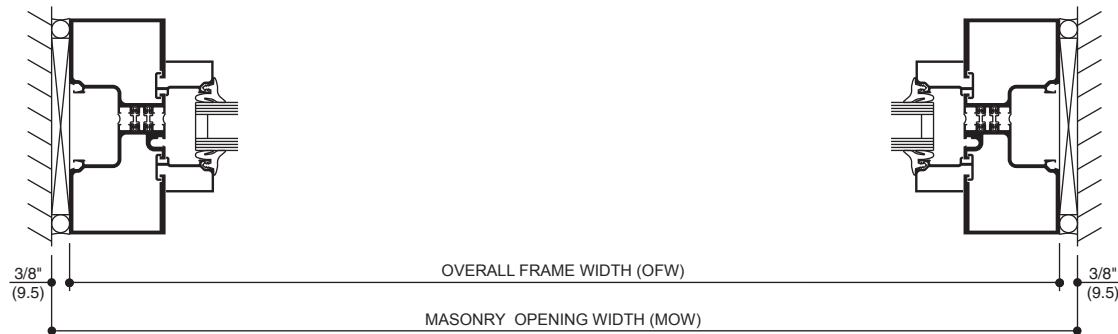 OVERALL FRAME WIDTH (OFW)
3/8"
(9.5)
3/8"
(9.5)
MASONRY OPENING WIDTH (MOW)